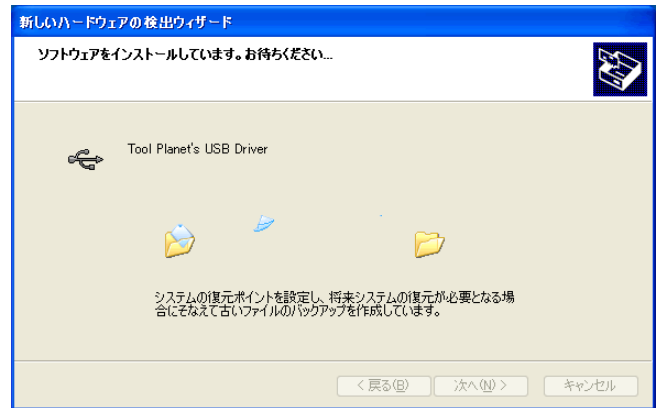 新しいハードウェアの検出ウィザード
ソフトウェアをインストールしています。お待ちください...
Tool Planet's USB Driver
システムの復元ポイントを設定し、将来システムの復元が必要となる場
合にそなえて古いファイルのバックアップを作成しています。
< 戻る(B) 次へ(N) > キャンセル